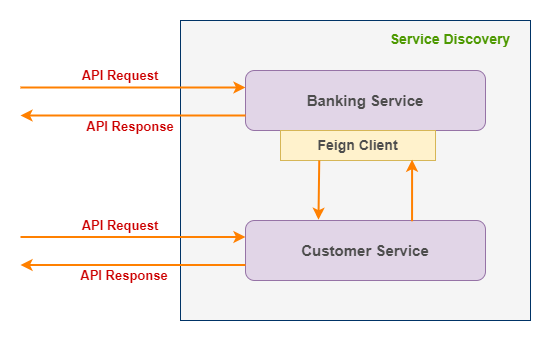 Service Discovery
API Request
Banking Service
API Response
Feign Client
API Request
Customer Service
API Response